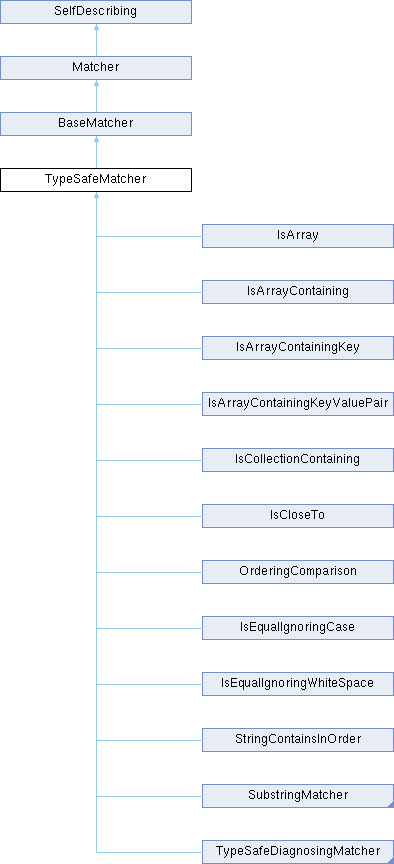 SelfDescribing
Matcher
BaseMatcher
TypeSafeMatcher
IsArray
IsArrayContaining
IsArrayContainingKey
IsArrayContainingKeyValuePair
IsCollectionContaining
IsCloseTo
OrderingComparison
IsEqualIgnoringCase
IsEqualIgnoringWhiteSpace
StringContainsInOrder
SubstringMatcher
TypeSafeDiagnosingMatcher